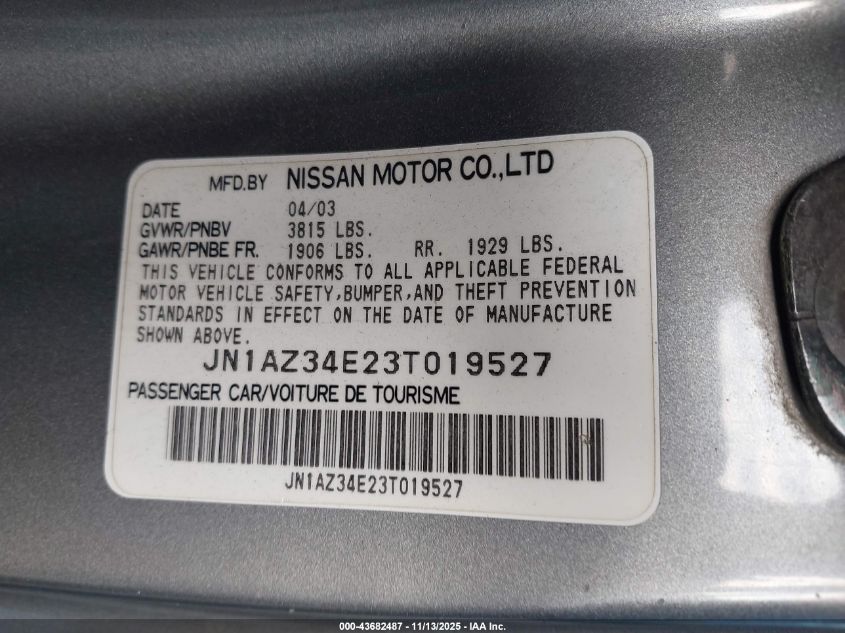 MFD.BY NISSAN MOTOR CO.,LTD
DATE 04/03
GVWR/PNBV 3815 LBS.
GAWR/PNBE FR. 1906 LBS. RR. 1929 LBS.
THIS VEHICLE CONFORMS TO ALL APPLICABLE FEDERAL
MOTOR VEHICLE SAFETY,BUMPER,AND THEFT PREVENTION
STANDARDS IN EFFECT ON THE DATE OF MANUFACTURE
SHOWN ABOVE.
JN1AZ34E23T019527
PASSENGER CAR/VOITURE DE TOURISME
JN1AZ34E23T019527
000-43682487 - 11/13/2025 - IAA Inc.